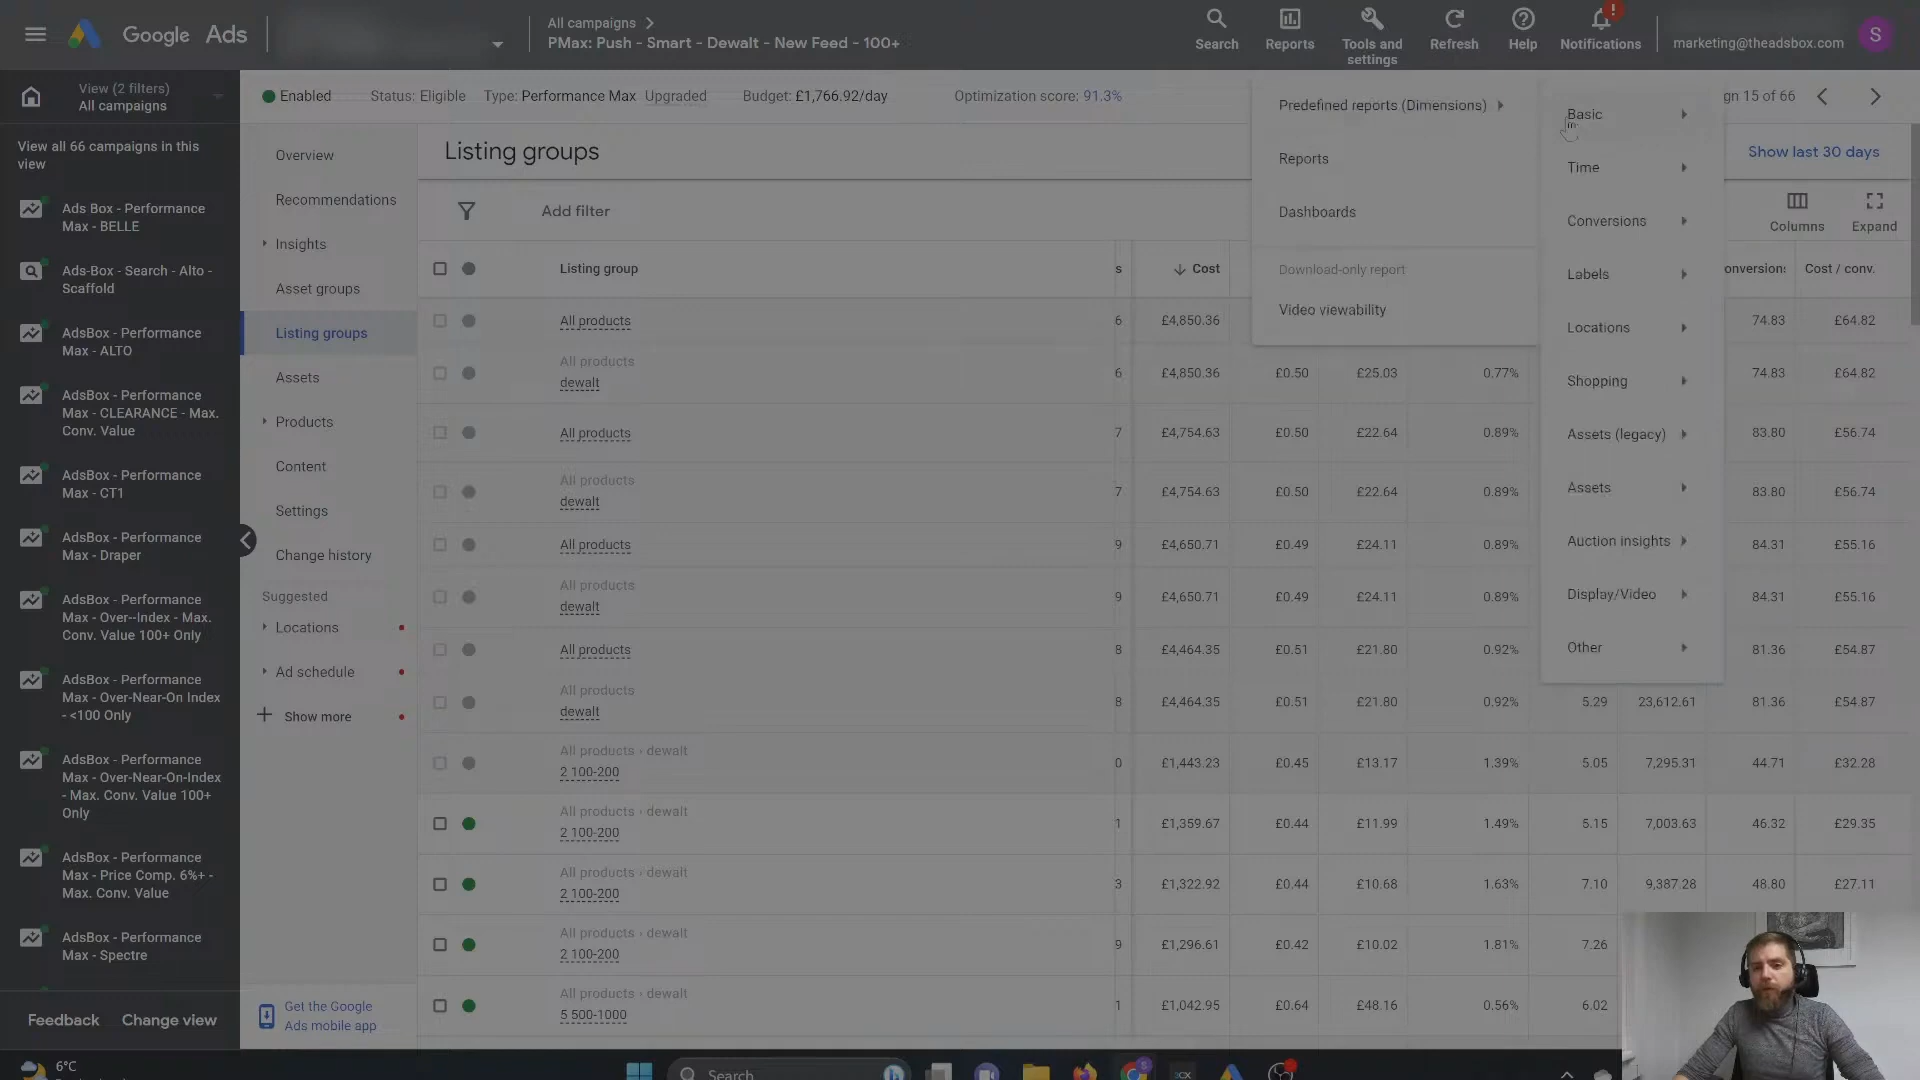 Google Ads
All campaigns
PMax: Push - Smart - Dewalt - New Feed - 100+
Search
Reports
Tools and
settings
Refresh
Help
!
Notifications
marketing@theadsbox.com
S
View (2 filters)
All campaigns
Enabled
Status: Eligible
Type: Performance Max
Upgraded
Budget: £1,766.92/day
Optimization score: 91.3%
gn 15 of 66
View all 66 campaigns in this
view
Ads Box - Performance
Max - BELLE
Ads-Box - Search - Alto -
Scaffold
AdsBox - Performance
Max - ALTO
AdsBox - Performance
Max - CLEARANCE - Max.
Conv. Value
AdsBox - Performance
Max - CT1
AdsBox - Performance
Max - Draper
AdsBox - Performance
Max - Over--Index - Max.
Conv. Value 100+ Only
AdsBox - Performance
Max - Over-Near-On Index
- <100 Only
AdsBox - Performance
Max - Over-Near-On-Index
- Max. Conv. Value 100+
Only
AdsBox - Performance
Max - Price Comp. 6%+ -
Max. Conv. Value
AdsBox - Performance
Max - Spectre
Feedback
Change view
Overview
Recommendations
Insights
Asset groups
Listing groups
Assets
Products
Content
Settings
Change history
Suggested
Locations
Ad schedule
Show more
Get the Google
Ads mobile app
Listing groups
Show last 30 days
Add filter
Columns
Expand
Predefined reports (Dimensions)
Reports
Dashboards
Download-only report
Video viewability
Basic
Time
Conversions
Labels
Locations
Shopping
Assets (legacy)
Assets
Auction insights
Display/Video
Other
Listing group
s
Cost
onversions
Cost / conv.
All products
6
£4,850.36
74.83
£64.82
All products
dewalt
6
£4,850.36
£0.50
£25.03
0.77%
74.83
£64.82
All products
7
£4,754.63
£0.50
£22.64
0.89%
83.80
£56.74
All products
dewalt
7
£4,754.63
£0.50
£22.64
0.89%
83.80
£56.74
All products
9
£4,650.71
£0.49
£24.11
0.89%
84.31
£55.16
All products
dewalt
9
£4,650.71
£0.49
£24.11
0.89%
84.31
£55.16
All products
8
£4,464.35
£0.51
£21.80
0.92%
81.36
£54.87
All products
dewalt
8
£4,464.35
£0.51
£21.80
0.92%
5.29
23,612.61
81.36
£54.87
All products › dewalt
2 100-200
0
£1,443.23
£0.45
£13.17
1.39%
5.05
7,295.31
44.71
£32.28
All products › dewalt
2 100-200
1
£1,359.67
£0.44
£11.99
1.49%
5.15
7,003.63
46.32
£29.35
All products › dewalt
2 100-200
3
£1,322.92
£0.44
£10.68
1.63%
7.10
9,387.28
48.80
£27.11
All products › dewalt
2 100-200
9
£1,296.61
£0.42
£10.02
1.81%
7.26
All products › dewalt
5 500-1000
1
£1,042.95
£0.64
£48.16
0.56%
6.02
6°C
Search